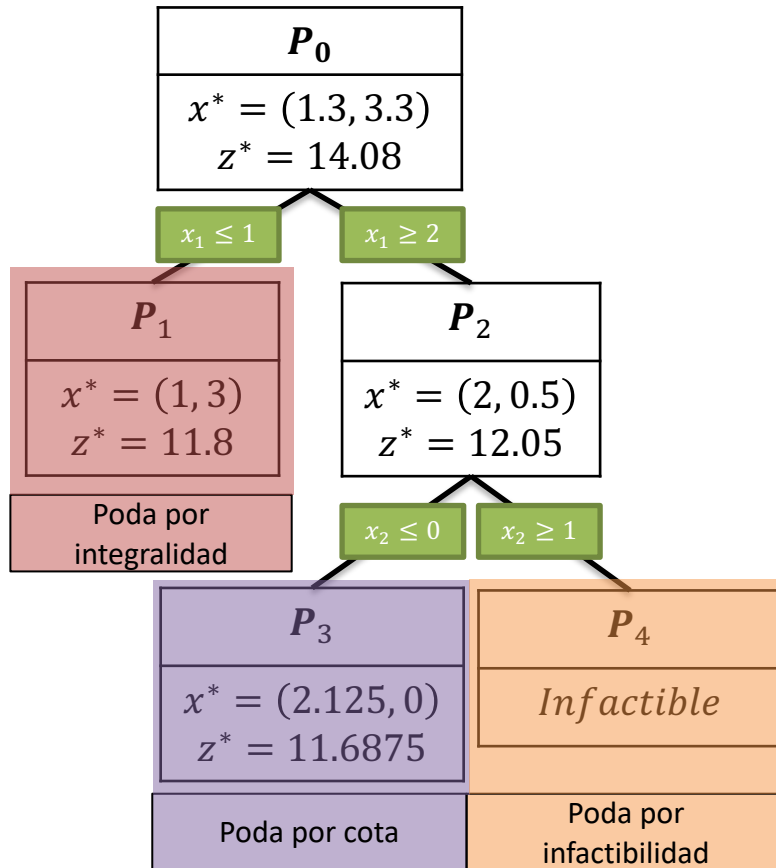 P₀
x* = (1.3, 3.3)
z* = 14.08
x₁ ≤ 1
x₁ ≥ 2
P₁
x* = (1, 3)
z* = 11.8
Poda por
integralidad
P₂
x* = (2, 0.5)
z* = 12.05
x₂ ≤ 0
x₂ ≥ 1
P₃
x* = (2.125, 0)
z* = 11.6875
Poda por cota
P₄
Infactible
Poda por
infactibilidad